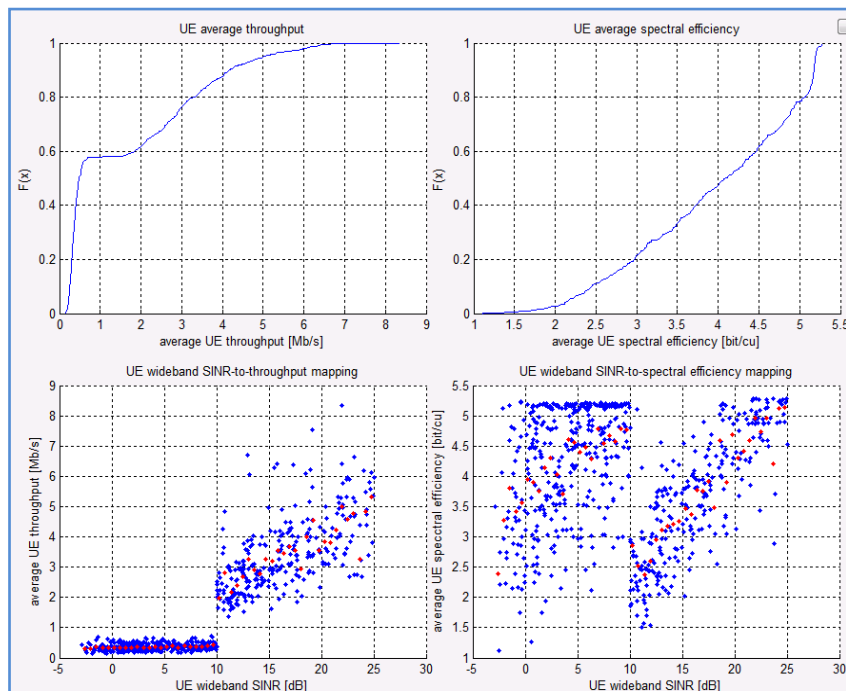 UE average throughput
1
0.8
0.6
0.4
0.2
0
F(x)
0 1 2 3 4 5 6 7 8 9
average UE throughput [Mb/s]
UE average spectral efficiency
1
0.8
0.6
0.4
0.2
0
F(x)
1 1.5 2 2.5 3 3.5 4 4.5 5 5.5
average UE spectral efficiency [bit/cu]
UE wideband SINR-to-throughput mapping
9
8
7
6
5
4
3
2
1
0
average UE throughput [Mb/s]
-5 0 5 10 15 20 25 30
UE wideband SINR [dB]
UE wideband SINR-to-spectral efficiency mapping
5.5
5
4.5
4
3.5
3
2.5
2
1.5
1
average UE specctral efficiency [bit/cu]
-5 0 5 10 15 20 25 30
UE wideband SINR [dB]